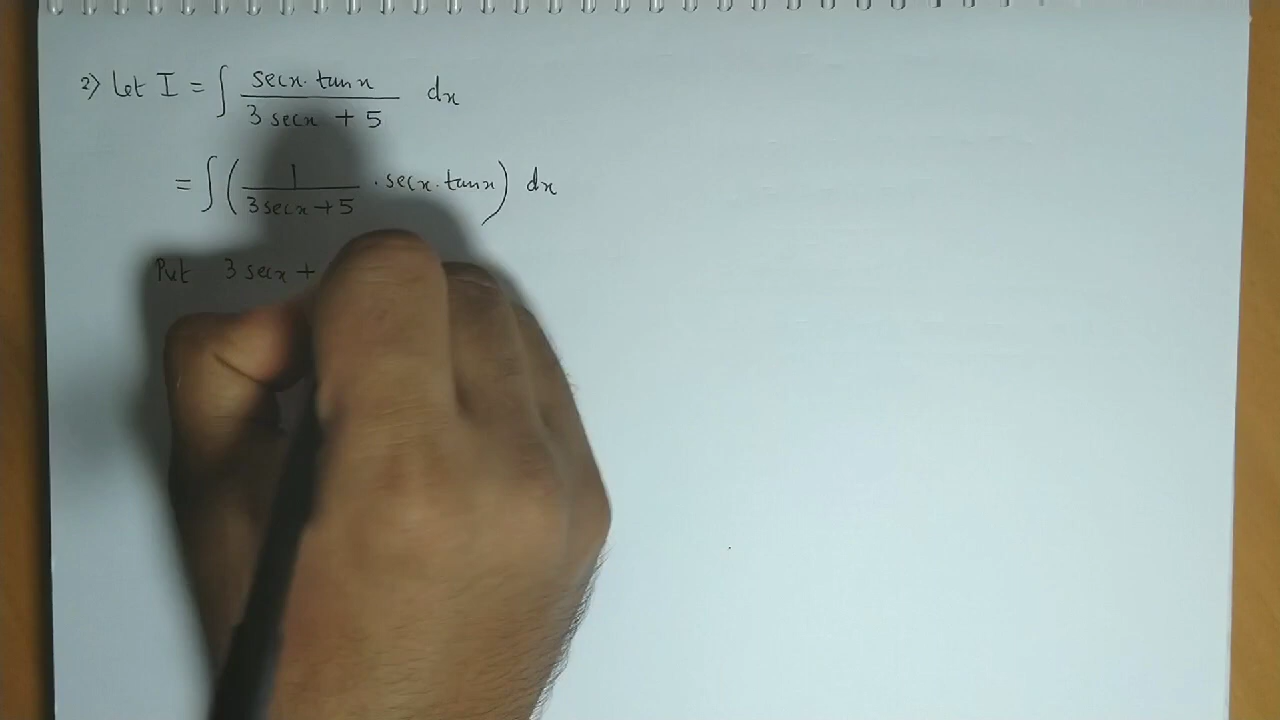 2) Let I = ∫ secx. tanx / 3 secx + 5 dx
= ∫ ( 1 / 3 secx + 5 . secx. tanx ) dx
Put 3 secx +